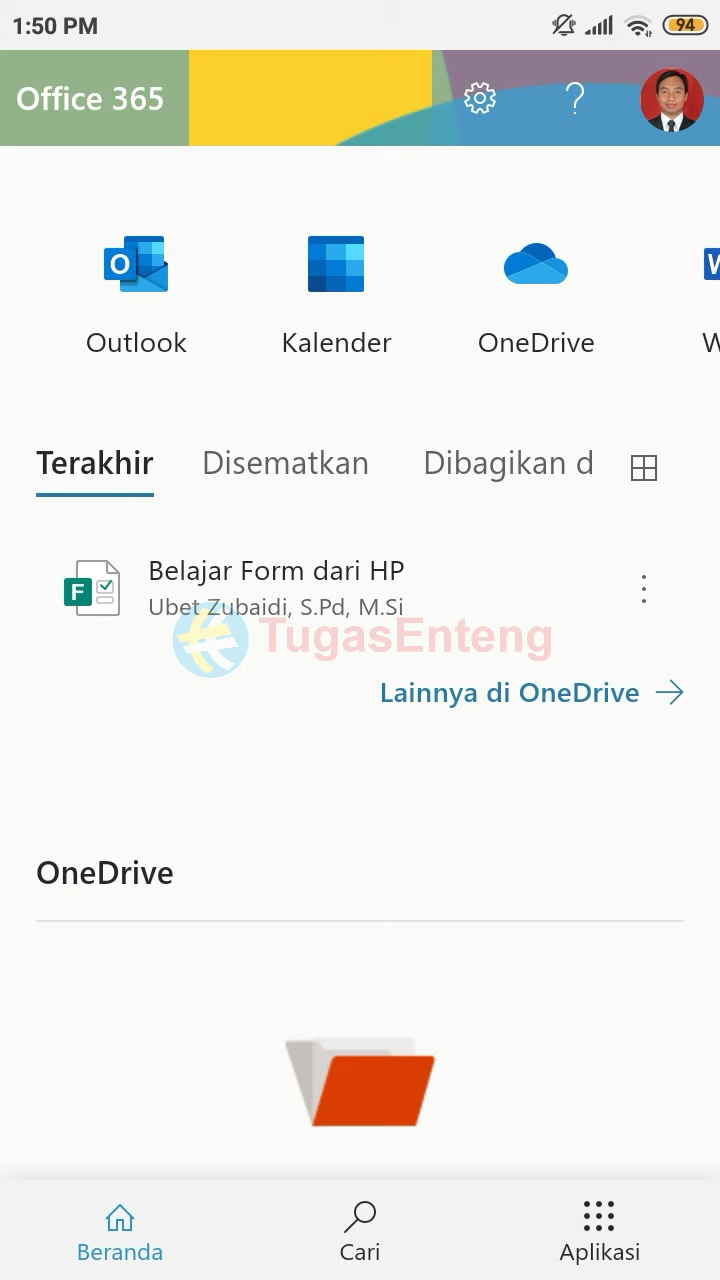 1:50 PM
94
Office 365
Outlook
Kalender
OneDrive
Terakhir
Disematkan
Dibagikan d
Belajar Form dari HP
Ubet Zubaidi, S.Pd, M.Si
TugasEnteng
Lainnya di OneDrive
OneDrive
Beranda
Cari
Aplikasi